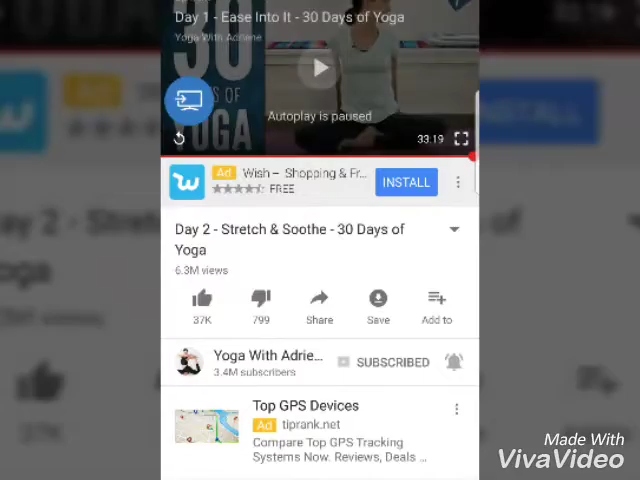 Day 1 - Ease Into It - 30 Days of Yoga
Yoga With Adriene
30
DAYS OF
YOGA
Autoplay is paused
33:19
Ad Wish – Shopping & Fr...
FREE
INSTALL
Day 2 - Stretch & Soothe - 30 Days of
Yoga
6.3M views
37K
799
Share
Save
Add to
Yoga With Adrie...
SUBSCRIBED
3.4M subscribers
Top GPS Devices
Ad tiprank.net
Compare Top GPS Tracking
Systems Now. Reviews, Deals ...
Made With
VivaVideo